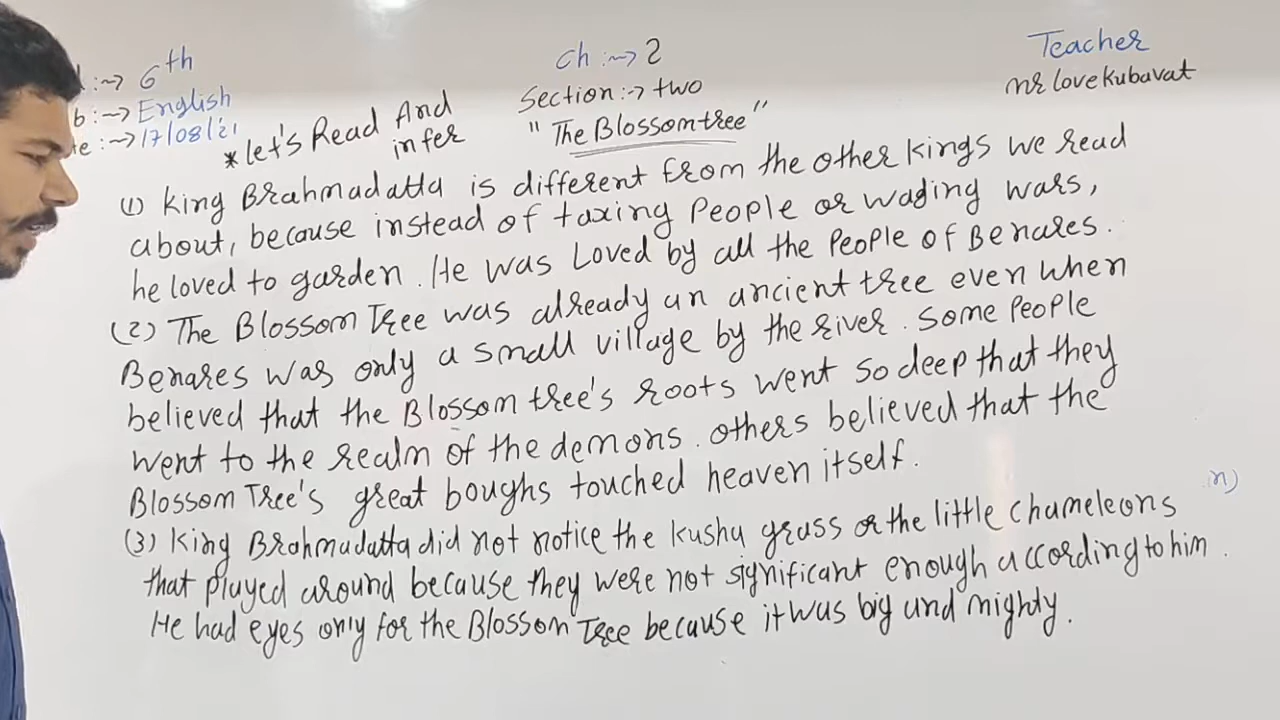 :~> 6th
b :~> English
te :~> 17/08/21
*let's Read And
infer
Ch :~> 2
Section :-> two
"The Blossom tree"
Teacher
mr love kubavat
(1) King Brahmadatta is different from the other kings we read
about, because instead of taxing people or wading wars,
he loved to garden. He was Loved by all the people of Benares.
(2) The Blossom Tree was already an ancient tree even when
Benares was only a small village by the river. Some people
believed that the Blossom tree's roots went so deep that they
went to the realm of the demons. others believed that the
Blossom Tree's great boughs touched heaven itself.
n)
(3) King Brahmadatta did not notice the kusha grass or the little chameleons
that played around because they were not significant enough according to him.
He had eyes only for the Blossom Tree because it was big and mighty.